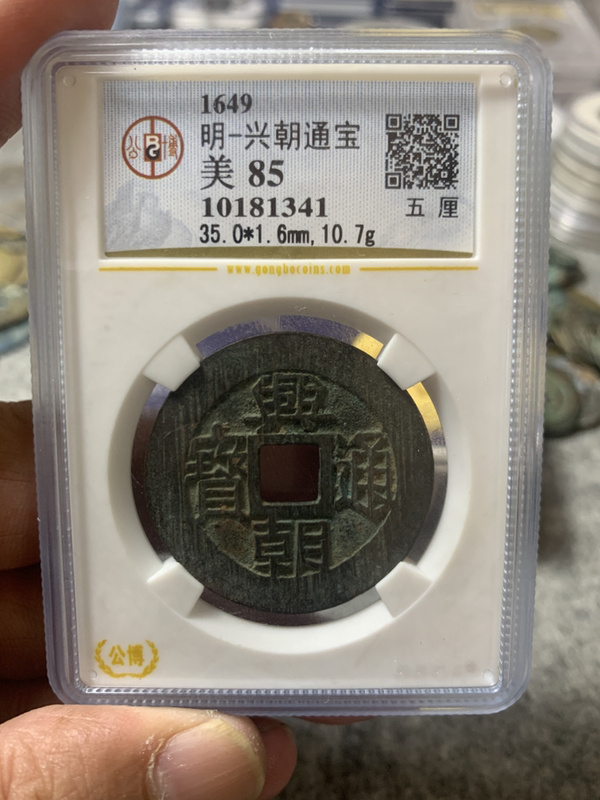 1649
明-兴朝通宝
美 85
10181341
五厘
35.0*1.6mm,10.7g
www.gongbocoins.com
興
寶 通
朝
公博